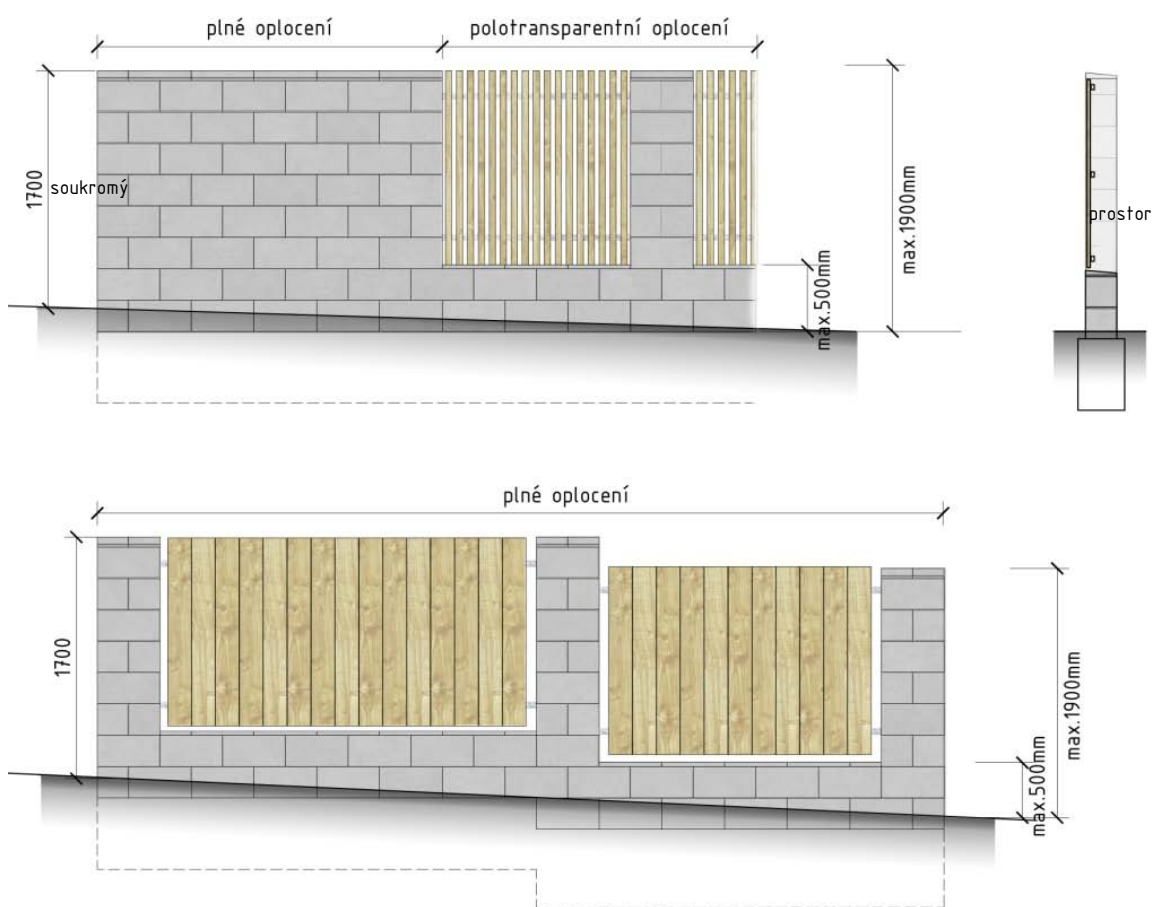 plné oplocení
polotransparentní oplocení
1700
soukromý
max.500mm
max.1900mm
prostor
plné oplocení
1700
max.500mm
max.1900mm